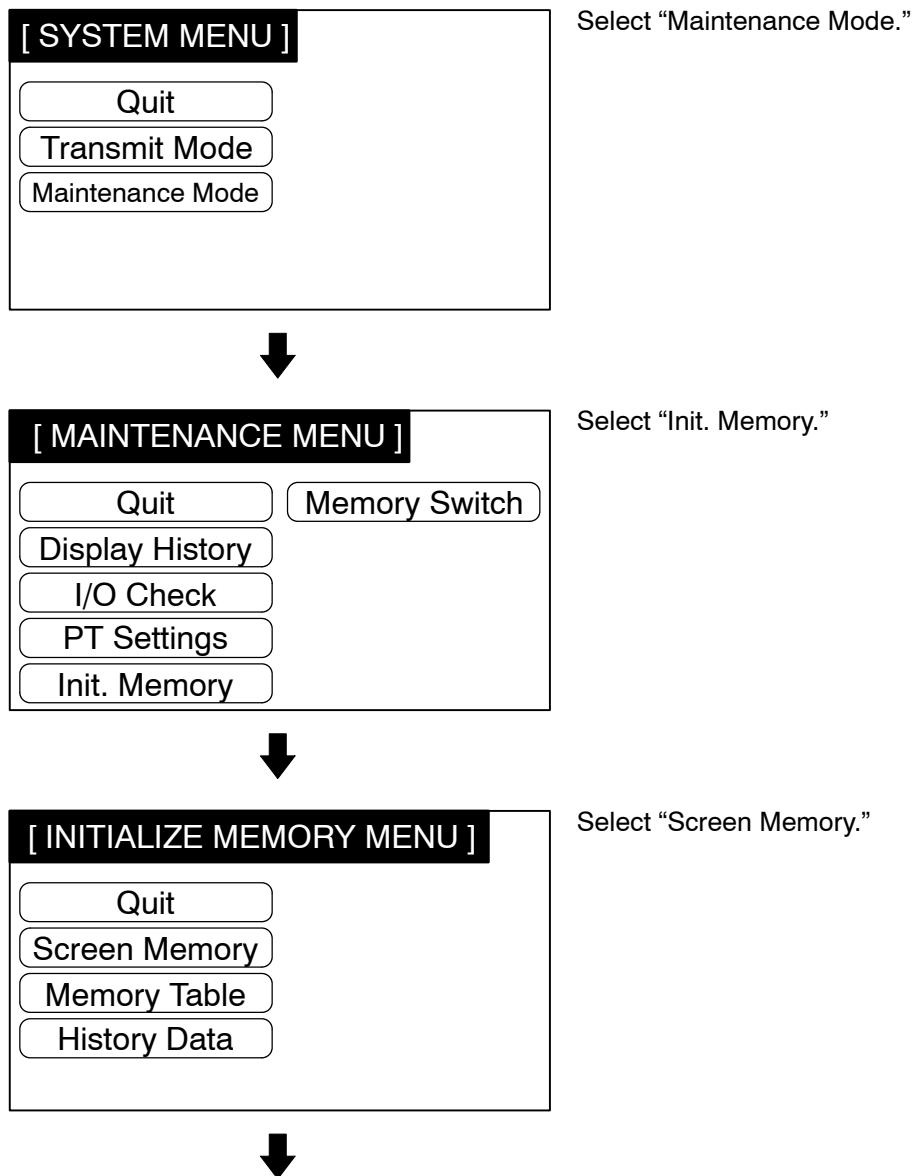 [ SYSTEM MENU ]
Select “Maintenance Mode.”
Quit
Transmit Mode
Maintenance Mode
[ MAINTENANCE MENU ]
Select “Init. Memory.”
Quit
Memory Switch
Display History
I/O Check
PT Settings
Init. Memory
[ INITIALIZE MEMORY MENU ]
Select “Screen Memory.”
Quit
Screen Memory
Memory Table
History Data